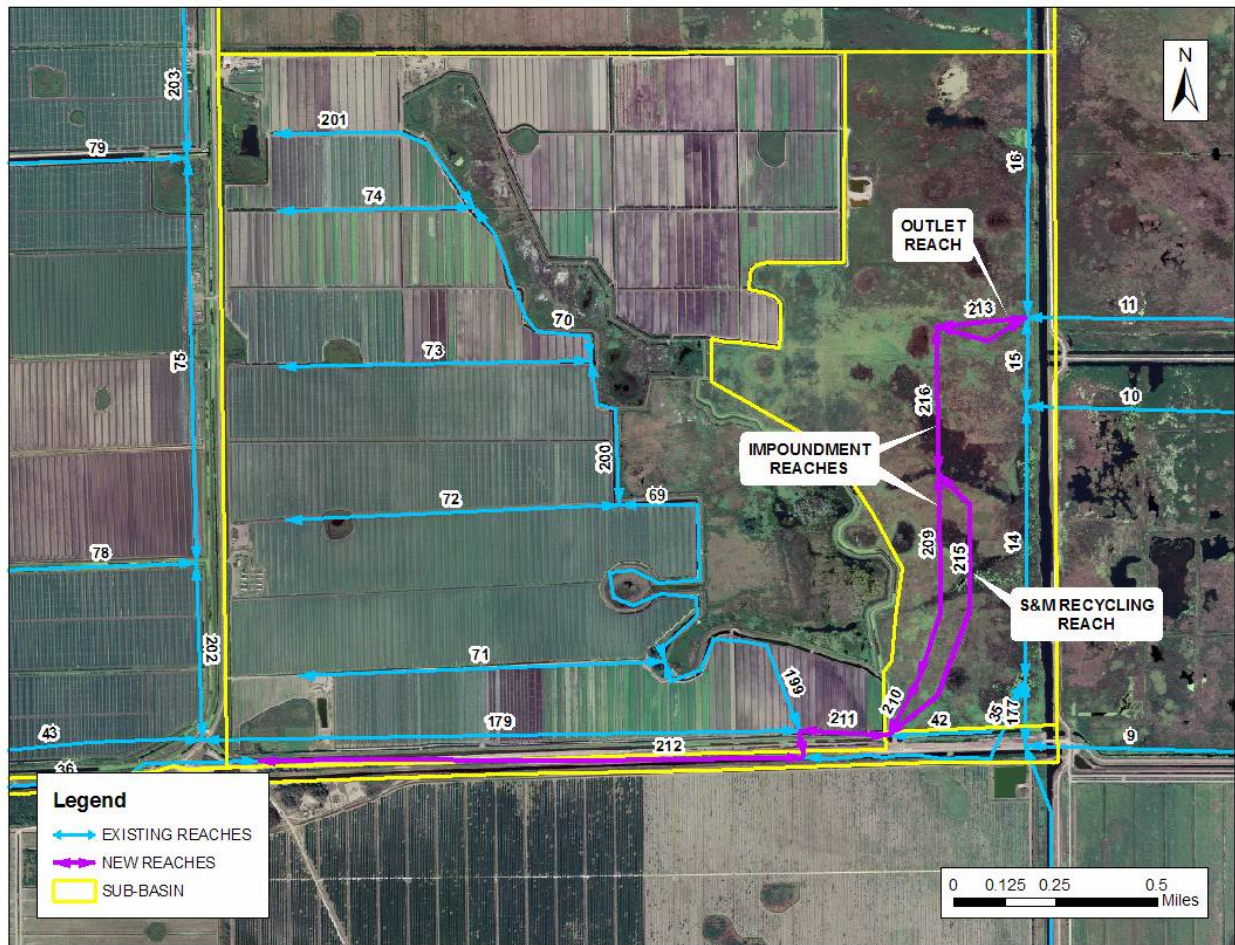 N
203
79
201
74
16
OUTLET
REACH
213
11
70
73
15
75
216
10
IMPOUNDMENT
REACHES
200
72
69
14
209
215
78
S&M RECYCLING
REACH
202
71
199
210
35
177
43
179
211
42
9
212
36
Legend
EXISTING REACHES
NEW REACHES
SUB-BASIN
0 0.125 0.25 0.5
Miles